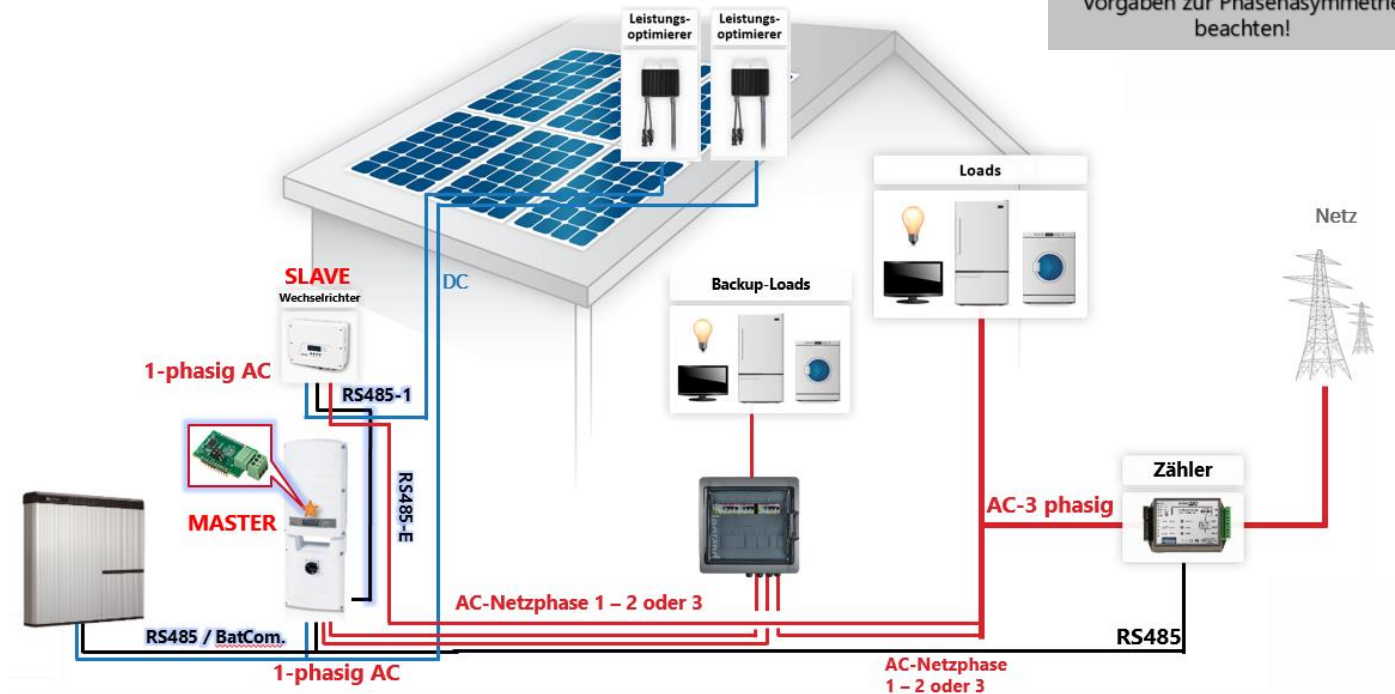 Vorgaben zur Phasenasymmetrie
beachten!
Leistungs-
optimierer
Leistungs-
optimierer
Loads
Netz
SLAVE
Wechselrichter
DC
Backup-Loads
1-phasig AC
RS485-1
RS485-E
MASTER
Zähler
AC-3 phasig
AC-Netzphase 1 – 2 oder 3
RS485 / BatCom.
RS485
1-phasig AC
AC-Netzphase
1 – 2 oder 3